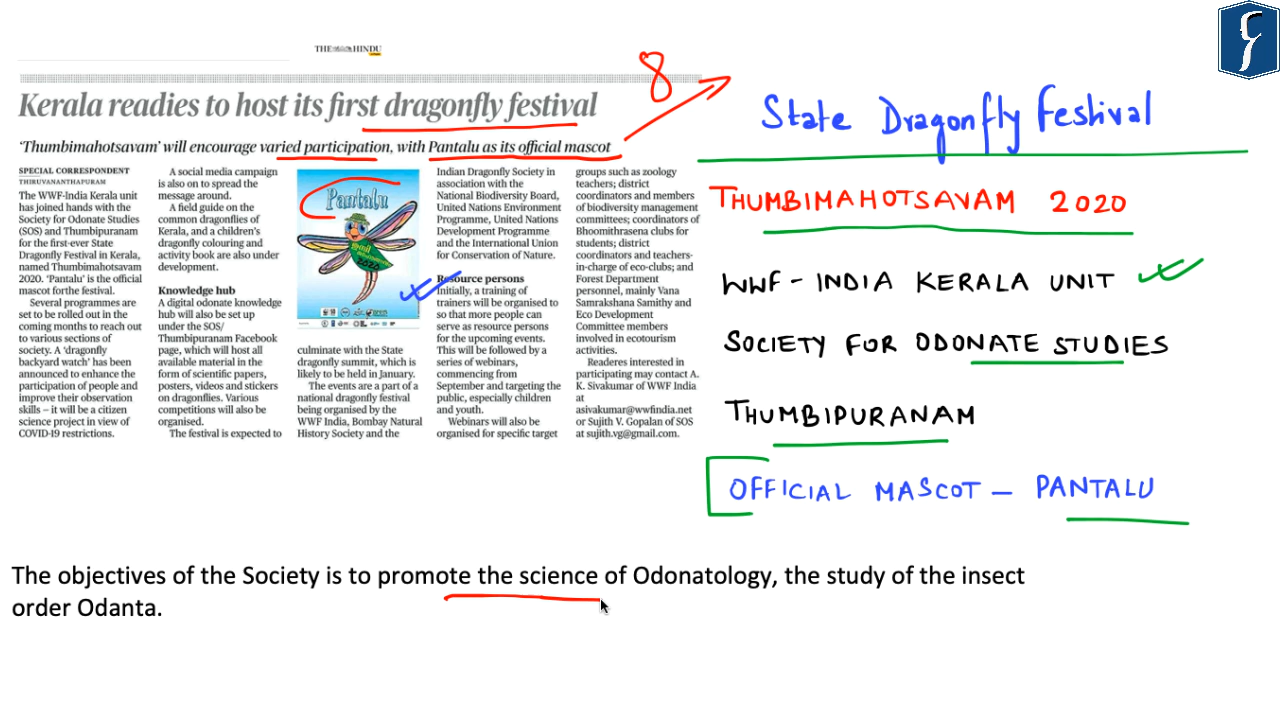 THE HINDU
Kerala readies to host its first dragonfly festival
'Thumbimahotsavam' will encourage varied participation, with Pantalu as its official mascot
SPECIAL CORRESPONDENT
THIRUVANANTHAPURAM
The WWF-India Kerala unit
has joined hands with the
Society for Odonate Studies
(SOS) and Thumbipuranam
for the first-ever State
Dragonfly Festival in Kerala,
named Thumbimahotsavam
2020. 'Pantalu' is the official
mascot forthe festival.
Several programmes are
set to be rolled out in the
coming months to reach out
to various sections of
society. A 'dragonfly
backyard watch' has been
announced to enhance the
participation of people and
improve their observation
skills – it will be a citizen
science project in view of
COVID-19 restrictions.
A social media campaign
is also on to spread the
message around.
A field guide on the
common dragonflies of
Kerala, and a children's
dragonfly colouring and
activity book are also under
development.
Knowledge hub
A digital odonate knowledge
hub will also be set up
under the SOS/
Thumbipuranam Facebook
page, which will host all
available material in the
form of scientific papers,
posters, videos and stickers
on dragonflies. Various
competitions will also be
organised.
The festival is expected to
Pantalu
2020
culminate with the State
dragonfly summit, which is
likely to be held in January.
The events are a part of a
national dragonfly festival
being organised by the
WWF India, Bombay Natural
History Society and the
Indian Dragonfly Society in
association with the
National Biodiversity Board,
United Nations Environment
Programme, United Nations
Development Programme
and the International Union
for Conservation of Nature.
Resource persons
Initially, a training of
trainers will be organised to
so that more people can
serve as resource persons
for the upcoming events.
This will be followed by a
series of webinars,
commencing from
September and targeting the
public, especially children
and youth.
Webinars will also be
organised for specific target
groups such as zoology
teachers; district
coordinators and members
of biodiversity management
committees; coordinators of
Bhoomithrasena clubs for
students; district
coordinators and teachers-
in-charge of eco-clubs; and
Forest Department
personnel, mainly Vana
Samrakshana Samithy and
Eco Development
Committee members
involved in ecotourism
activities.
Readeres interested in
participating may contact A.
K. Sivakumar of WWF India
at
asivakumar@wwfindia.net
or Sujith V. Gopalan of SOS
at sujith.vg@gmail.com.
8
State Dragonfly Feshival
THUMBIMAHOTSAVAM 2020
WWF - INDIA KERALA UNIT
SOCIETY FOR ODONATE STUDIES
THUMBIPURANAM
OFFICIAL MASCOT - PANTALU
The objectives of the Society is to promote the science of Odonatology, the study of the insect
order Odanta.